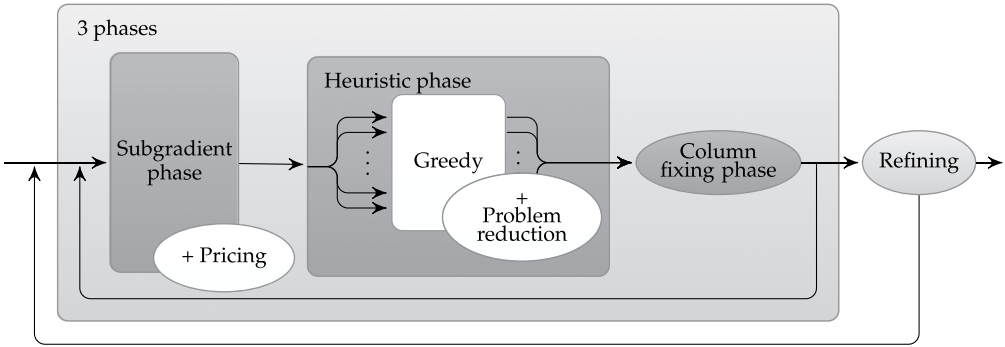 3 phases
Subgradient
phase
+ Pricing
Heuristic phase
Greedy
+
Problem
reduction
Column
fixing phase
Refining